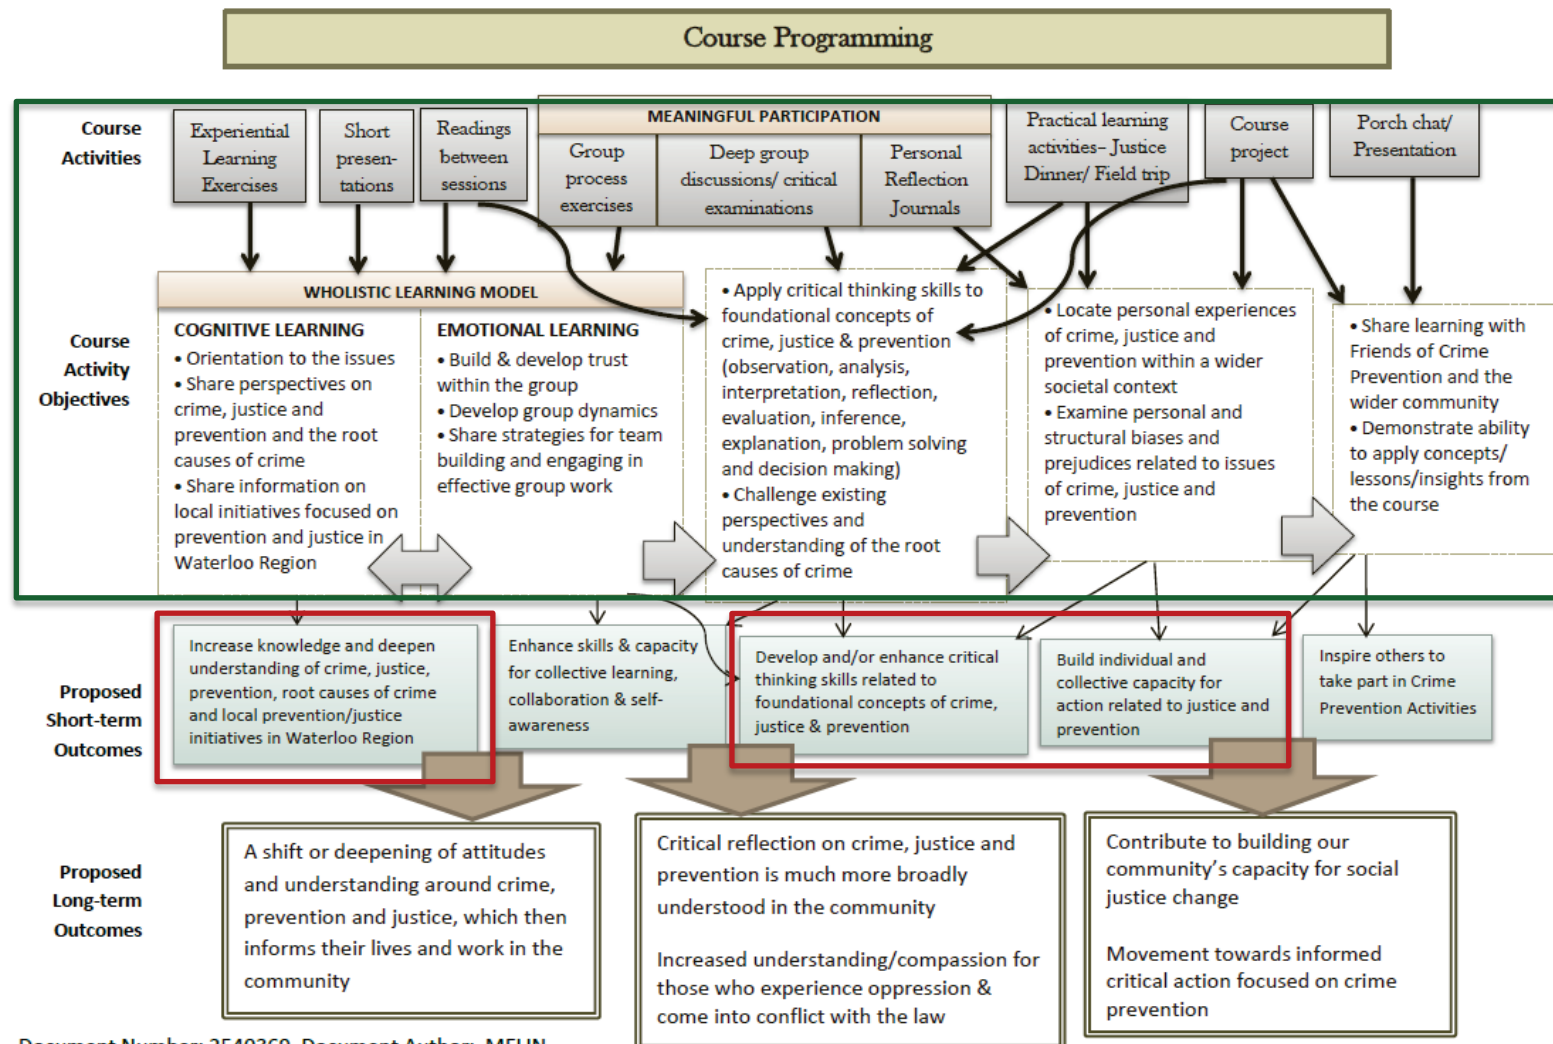 Course Programming
Course
Activities
Experiential
Learning
Exercises
Short
presen-
tations
Readings
between
sessions
MEANINGFUL PARTICIPATION
Group
process
exercises
Deep group
discussions/ critical
examinations
Personal
Reflection
Journals
Practical learning
activities– Justice
Dinner/ Field trip
Course
project
Porch chat/
Presentation
Course
Activity
Objectives
WHOLISTIC LEARNING MODEL
COGNITIVE LEARNING
• Orientation to the issues
• Share perspectives on
crime, justice and
prevention and the root
causes of crime
• Share information on
local initiatives focused on
prevention and justice in
Waterloo Region
EMOTIONAL LEARNING
• Build & develop trust
within the group
• Develop group dynamics
• Share strategies for team
building and engaging in
effective group work
• Apply critical thinking skills to
foundational concepts of
crime, justice & prevention
(observation, analysis,
interpretation, reflection,
evaluation, inference,
explanation, problem solving
and decision making)
• Challenge existing
perspectives and
understanding of the root
causes of crime
• Locate personal experiences
of crime, justice and
prevention within a wider
societal context
• Examine personal and
structural biases and
prejudices related to issues
of crime, justice and
prevention
• Share learning with
Friends of Crime
Prevention and the
wider community
• Demonstrate ability
to apply concepts/
lessons/insights from
the course
Proposed
Short-term
Outcomes
Increase knowledge and deepen
understanding of crime, justice,
prevention, root causes of crime
and local prevention/justice
initiatives in Waterloo Region
Enhance skills & capacity
for collective learning,
collaboration & self-
awareness
Develop and/or enhance critical
thinking skills related to
foundational concepts of crime,
justice & prevention
Build individual and
collective capacity for
action related to justice and
prevention
Inspire others to
take part in Crime
Prevention Activities
Proposed
Long-term
Outcomes
A shift or deepening of attitudes
and understanding around crime,
prevention and justice, which then
informs their lives and work in the
community
Critical reflection on crime, justice and
prevention is much more broadly
understood in the community
Increased understanding/compassion for
those who experience oppression &
come into conflict with the law
Contribute to building our
community's capacity for social
justice change
Movement towards informed
critical action focused on crime
prevention
Document Number: Document Author: